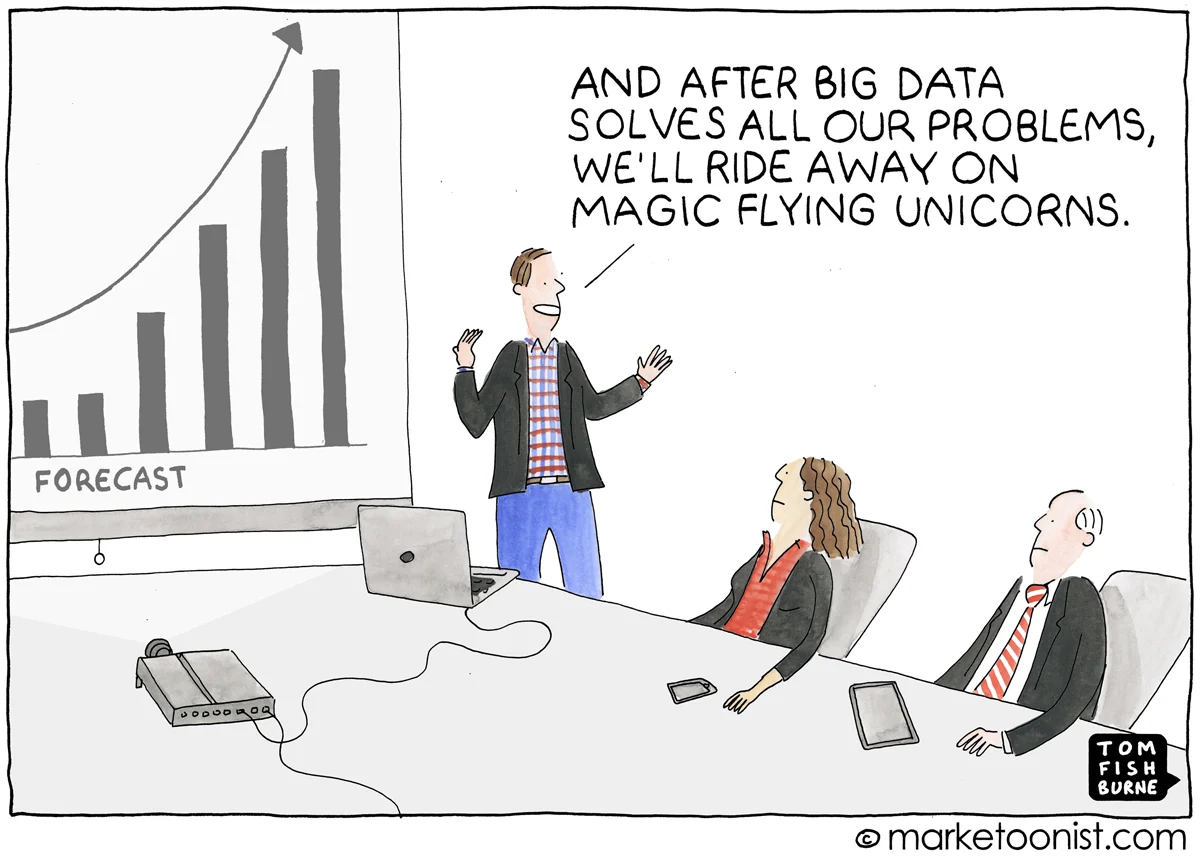 AND AFTER BIG DATA
SOLVES ALL OUR PROBLEMS,
WE'LL RIDE AWAY ON
MAGIC FLYING UNICORNS.
FORECAST
TOM
FISH
BURNE
© marketoonist.com